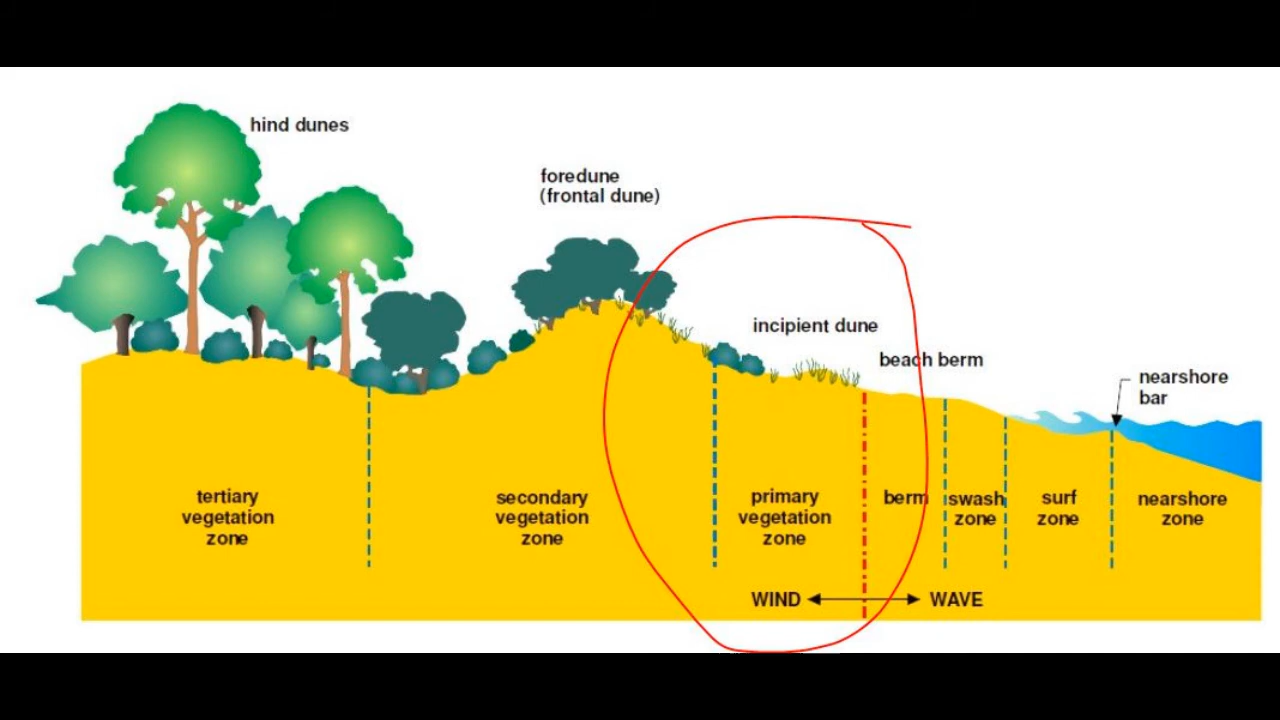 hind dunes
foredune
(frontal dune)
incipient dune
beach berm
nearshore
bar
tertiary
vegetation
zone
secondary
vegetation
zone
primary
vegetation
zone
berm
swash
zone
surf
zone
nearshore
zone
WIND
WAVE